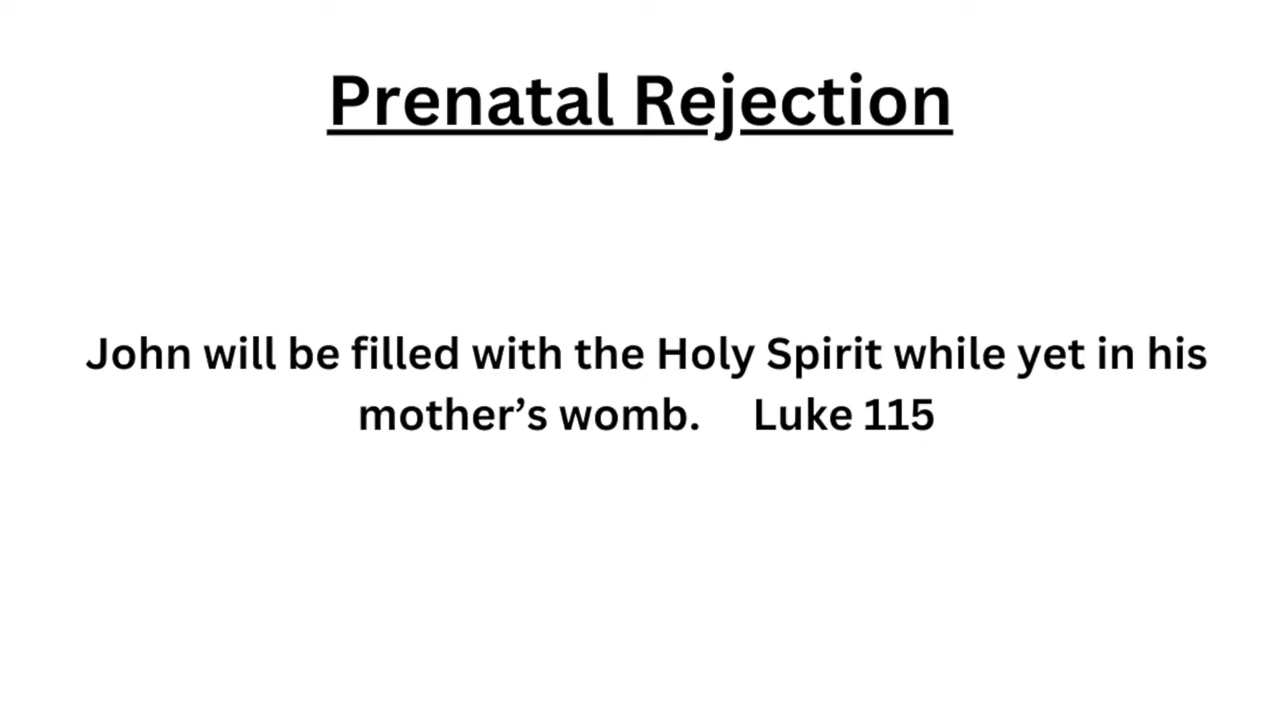 Prenatal Rejection
John will be filled with the Holy Spirit while yet in his
mother’s womb. Luke 115